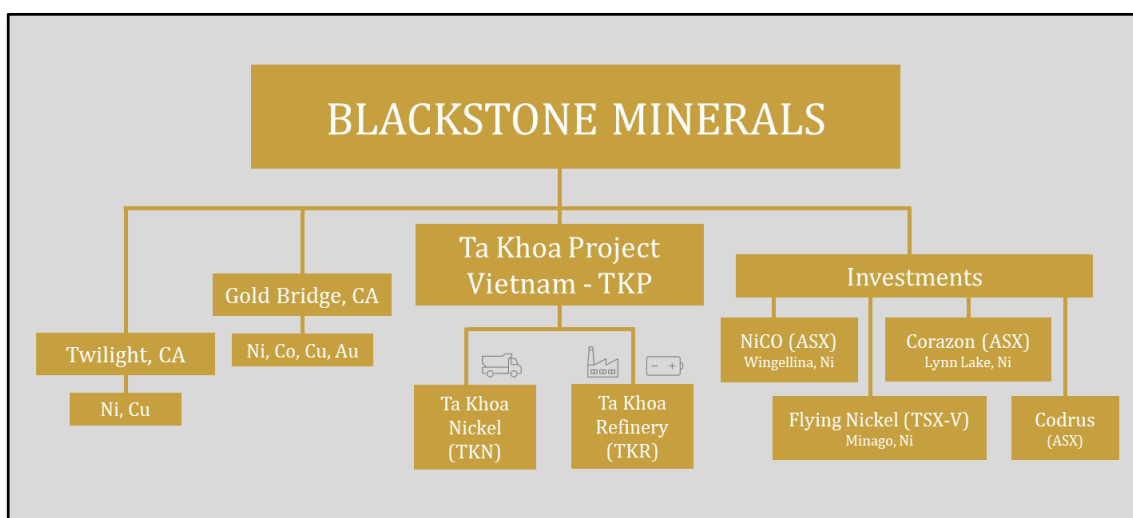 BLACKSTONE MINERALS
Twilight, CA
Ni, Cu
Gold Bridge, CA
Ni, Co, Cu, Au
Ta Khoa Project
Vietnam - TKP
Ta Khoa
Nickel
(TKN)
Ta Khoa
Refinery
(TKR)
Investments
NiCO (ASX)
Wingellina, Ni
Flying Nickel (TSX-V)
Minago, Ni
Corazon (ASX)
Lynn Lake, Ni
Codrus
(ASX)